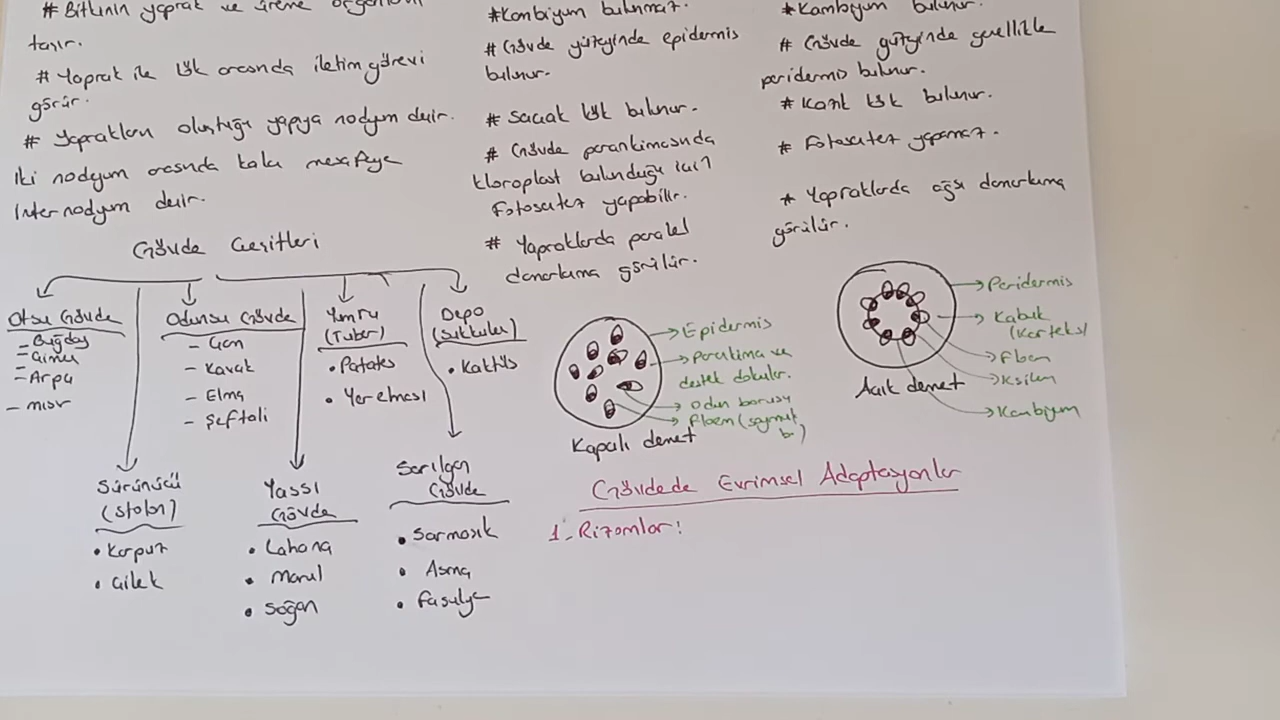 # Bitkinin yaprak ve üreme organını
taşır.
# Yaprak ile kök arasında iletim görevi
görür.
# Yaprakların oluştuğu yapıya nodyum denir.
İki nodyum arasında kalan mesafeye
internodyum denir.
Gövde Çeşitleri
Otsu Gövde
- Buğday
- Çimen
- Arpa
- mısır
Odunsu Gövde
- Çam
- Kavak
- Elma
- Şeftali
Yumru
(Tuber)
• Patates
• Yer elması
Depo
(Sukkulen)
• Kaktüs
Sürünücü
(stolon)
• Karpuz
• Çilek
Yassı
Gövde
• Lahana
• Marul
• Soğan
Sarılgan
Gövde
• Sarmaşık
• Asma
• Fasulye
# Kambiyum bulunmaz.
# Gövde yüzeyinde epidermis
bulunur.
# Saçak kök bulunur.
# Gövde parankimasında
kloroplast bulunduğu için
Fotosentez yapabilir.
# Yapraklarda paralel
damarlanma görülür.
Epidermis
parankima ve
destek dokular.
odun borusu
floem (soymuk
b.)
Kapalı demet
* Kambiyum bulunur.
# Gövde yüzeyinde genellikle
peridermis bulunur.
* Kazık kök bulunur.
* Fotosentez yapamaz.
* Yapraklarda ağsı damarlanma
görülür.
Peridermis
Kabuk
(korteks)
Floem
Ksilem
Kambiyum
Açık demet
Gövdede Evrimsel Adaptasyonlar
1- Rizomlar: